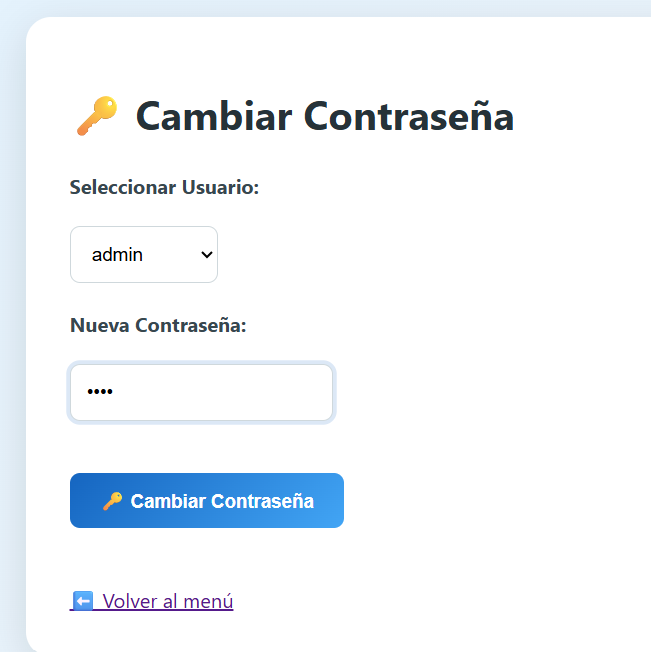 🔑 Cambiar Contraseña
Seleccionar Usuario:
admin
Nueva Contraseña:
••••
🔑 Cambiar Contraseña
⬅️ Volver al menú